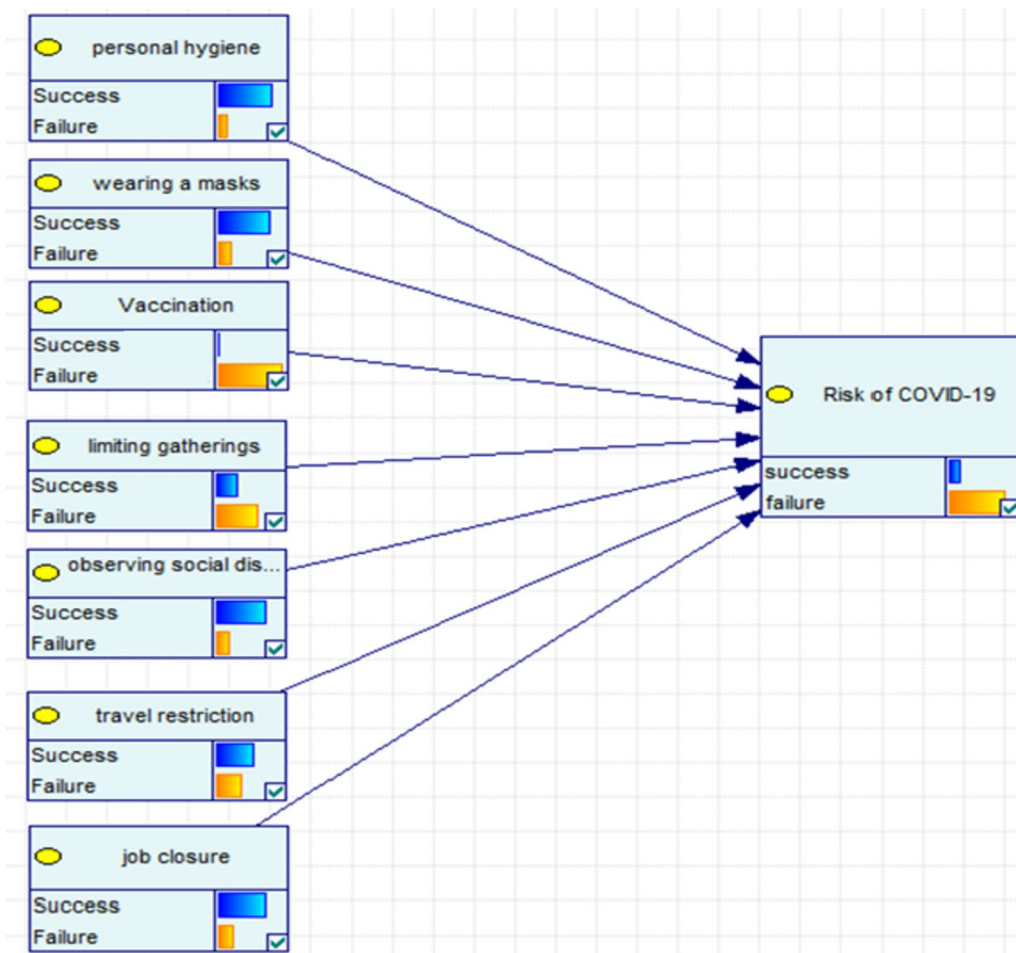 personal hygiene
Success
Failure
wearing a masks
Success
Failure
Vaccination
Success
Failure
limiting gatherings
Success
Failure
observing social dis...
Success
Failure
travel restriction
Success
Failure
job closure
Success
Failure
Risk of COVID-19
success
failure